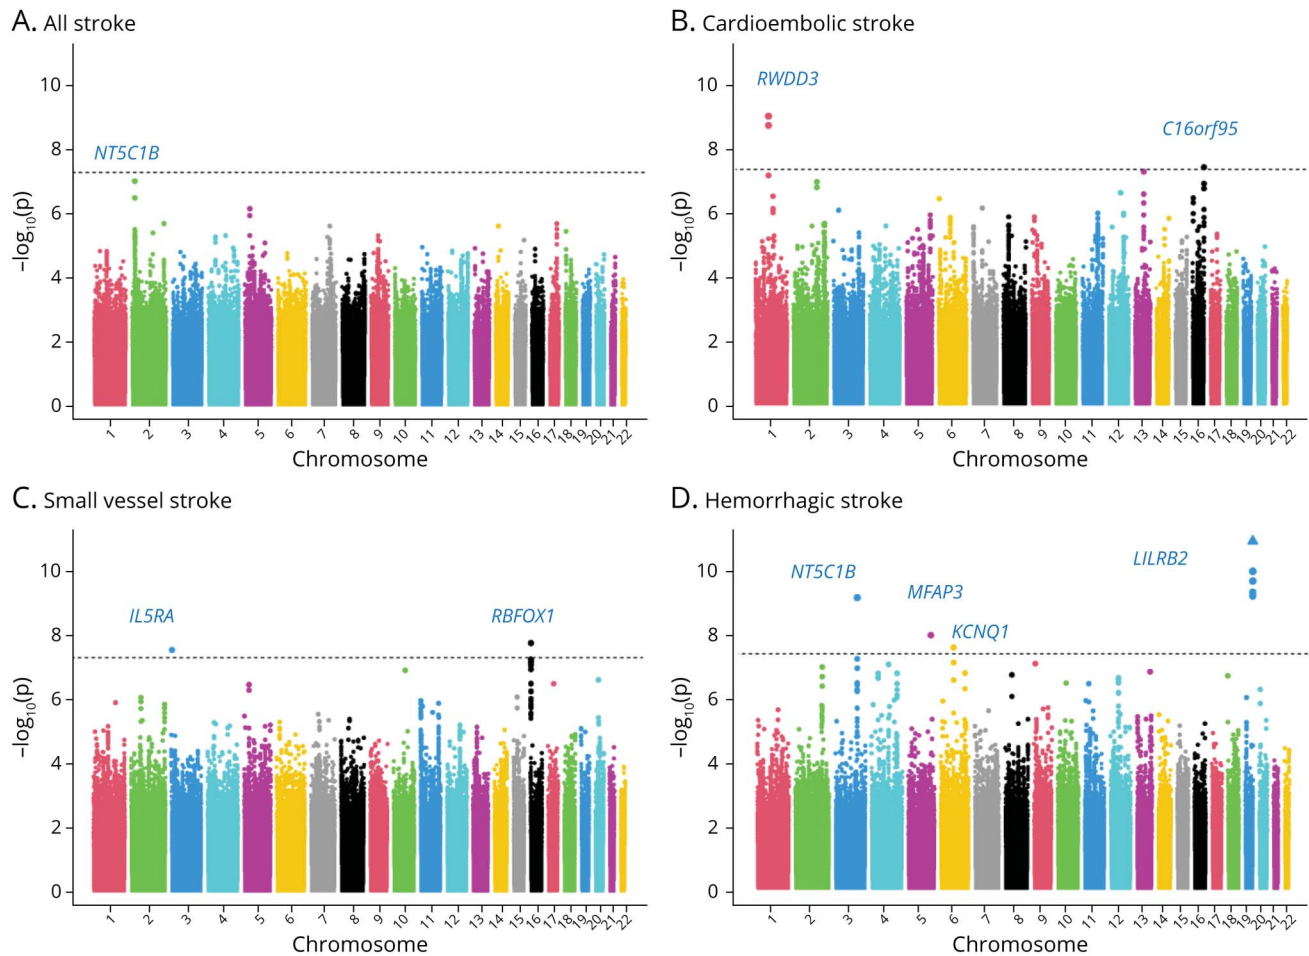 A. All stroke
10
8
6
4
2
0
−log10(p)
NT5C1B
1 2 3 4 5 6 7 8 9 10 11 12 13 14 15 16 17 18 19 20 21 22
Chromosome
B. Cardioembolic stroke
10
8
6
4
2
0
−log10(p)
RWDD3
C16orf95
1 2 3 4 5 6 7 8 9 10 11 12 13 14 15 16 17 18 19 20 21 22
Chromosome
C. Small vessel stroke
10
8
6
4
2
0
−log10(p)
IL5RA
RBFOX1
1 2 3 4 5 6 7 8 9 10 11 12 13 14 15 16 17 18 19 20 21 22
Chromosome
D. Hemorrhagic stroke
10
8
6
4
2
0
−log10(p)
LILRB2
NT5C1B
MFAP3
KCNQ1
1 2 3 4 5 6 7 8 9 10 11 12 13 14 15 16 17 18 19 20 21 22
Chromosome